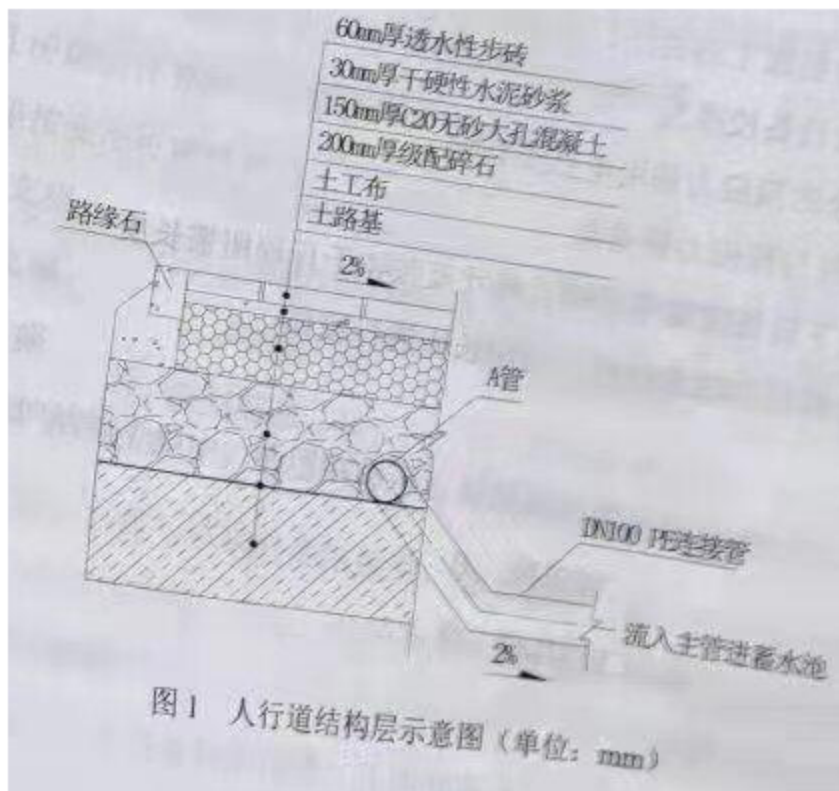 60mm厚透水性步砖
30mm厚干硬性水泥砂浆
150mm厚C20无砂大孔混凝土
200mm厚级配碎石
土工布
土路基
路缘石
2%
A管
DN100 PE连接管
流入主管进蓄水池
2%
图1 人行道结构层示意图（单位：mm）